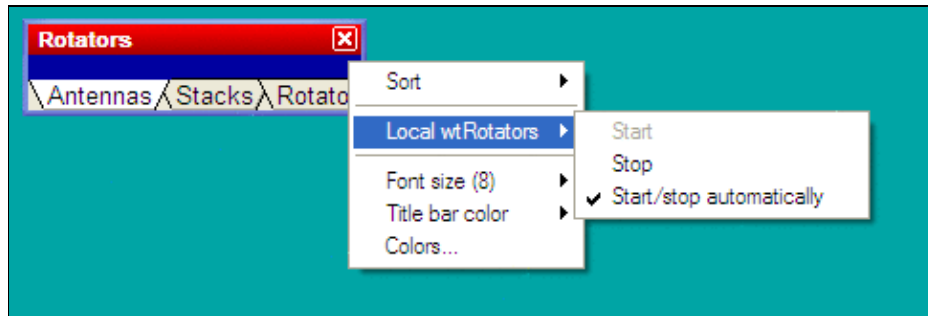 Rotators
Antennas Stacks Rotato
Sort
Local wtRotators
Font size (8)
Title bar color
Colors...
Start
Stop
Start/stop automatically